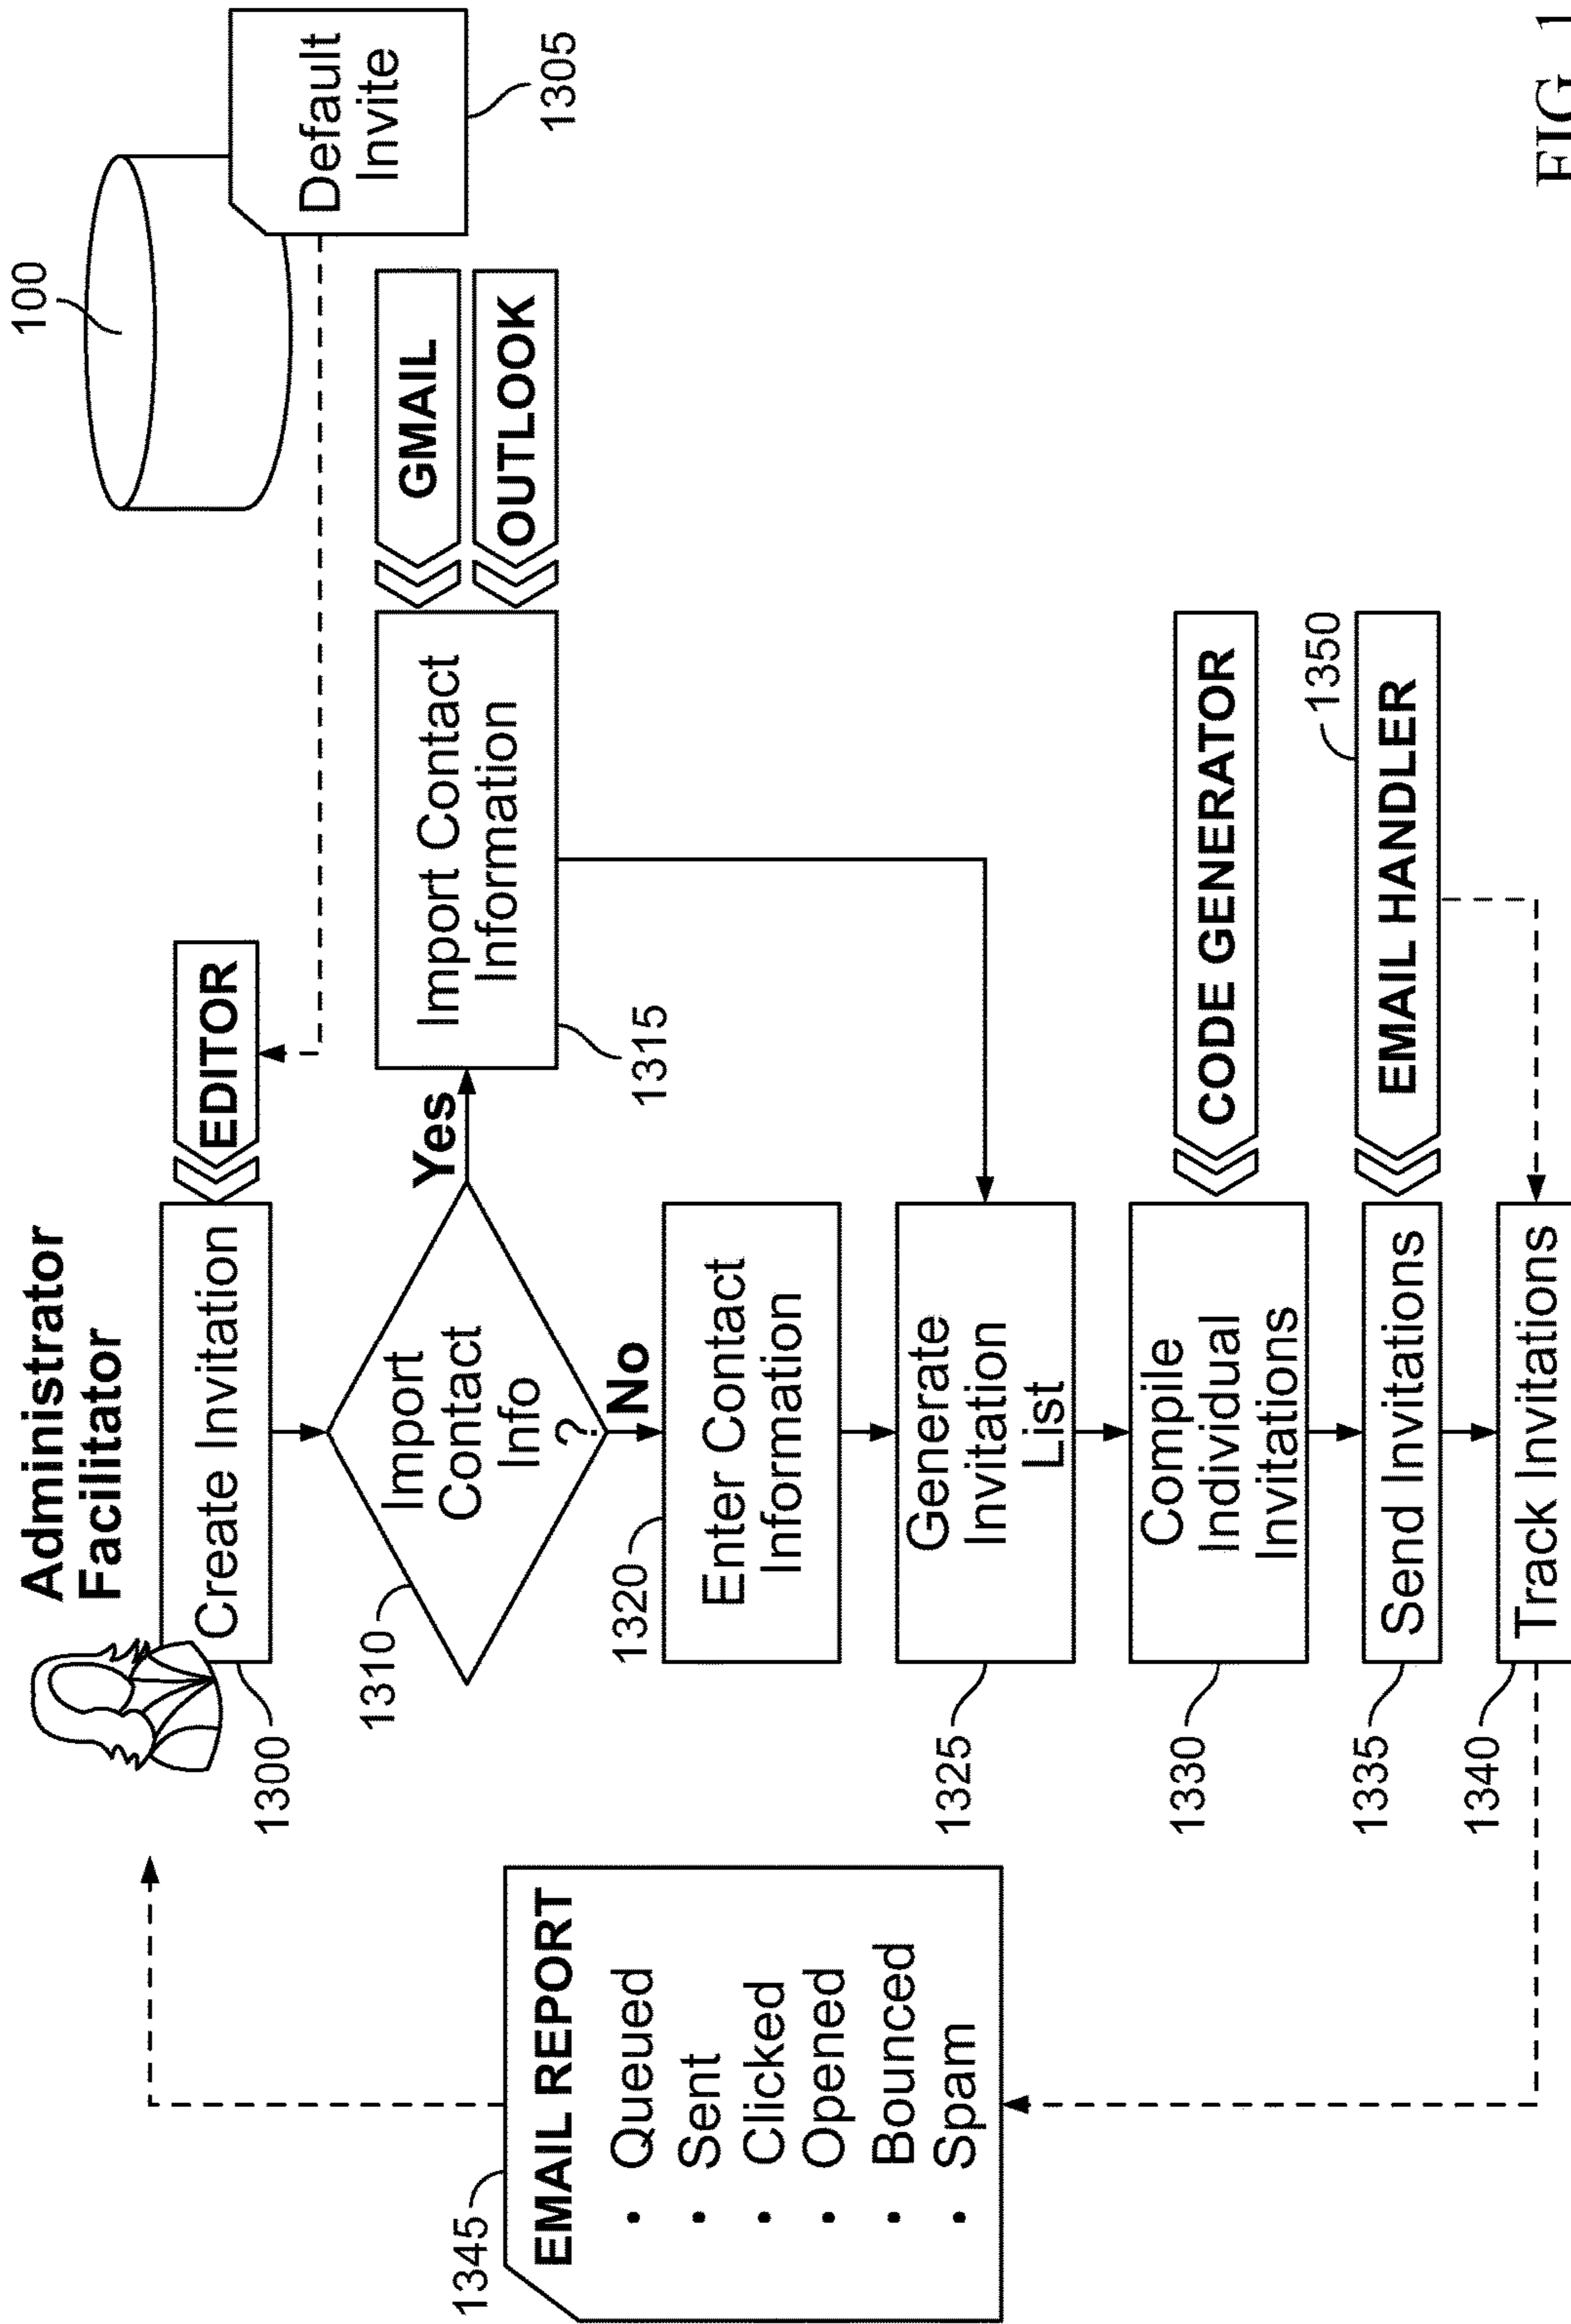 Administrator
Facilitator
100
Default
Invite
1305
Create Invitation
1300
EDITOR
GMAIL
OUTLOOK
Import
Contact
Info
?
1310
Yes
No
Import Contact
Information
1315
1320
Enter Contact
Information
Generate
Invitation
List
1325
Compile
Individual
Invitations
1330
CODE GENERATOR
1350
EMAIL HANDLER
Send Invitations
1335
Track Invitations
1340
1345
EMAIL REPORT
• Queued
• Sent
• Clicked
• Opened
• Bounced
• Spam
FIG. 1